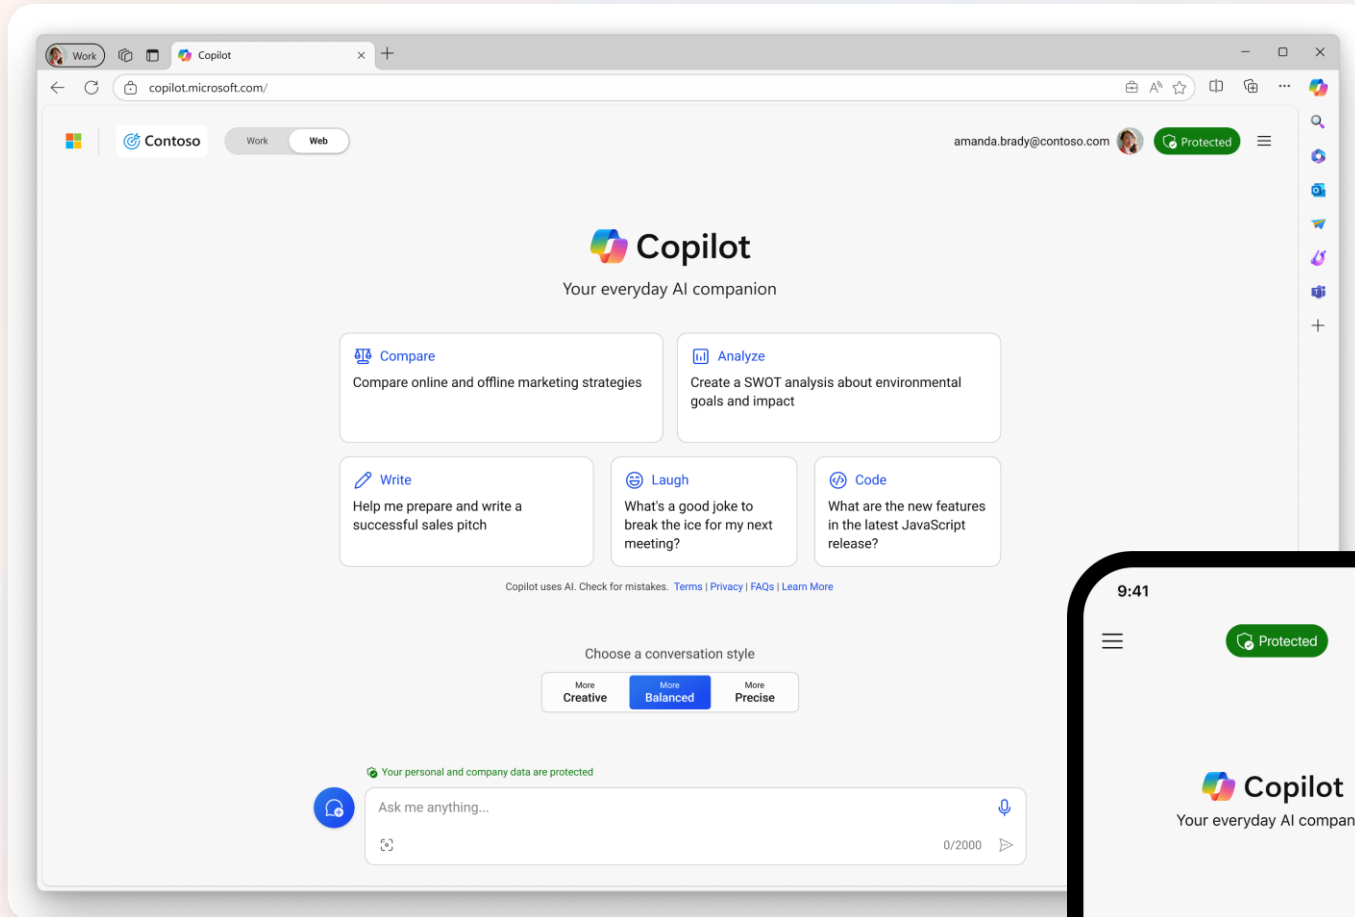 Work
Copilot
copilot.microsoft.com/
Contoso
Work
Web
amanda.brady@contoso.com
Protected
Copilot
Your everyday AI companion
Compare
Compare online and offline marketing strategies
Analyze
Create a SWOT analysis about environmental
goals and impact
Write
Help me prepare and write a
successful sales pitch
Laugh
What's a good joke to
break the ice for my next
meeting?
Code
What are the new features
in the latest JavaScript
release?
Copilot uses AI. Check for mistakes. Terms | Privacy | FAQs | Learn More
Choose a conversation style
More
Creative
More
Balanced
More
Precise
Your personal and company data are protected
Ask me anything...
0/2000
9:41
Protected
Copilot
Your everyday AI compan